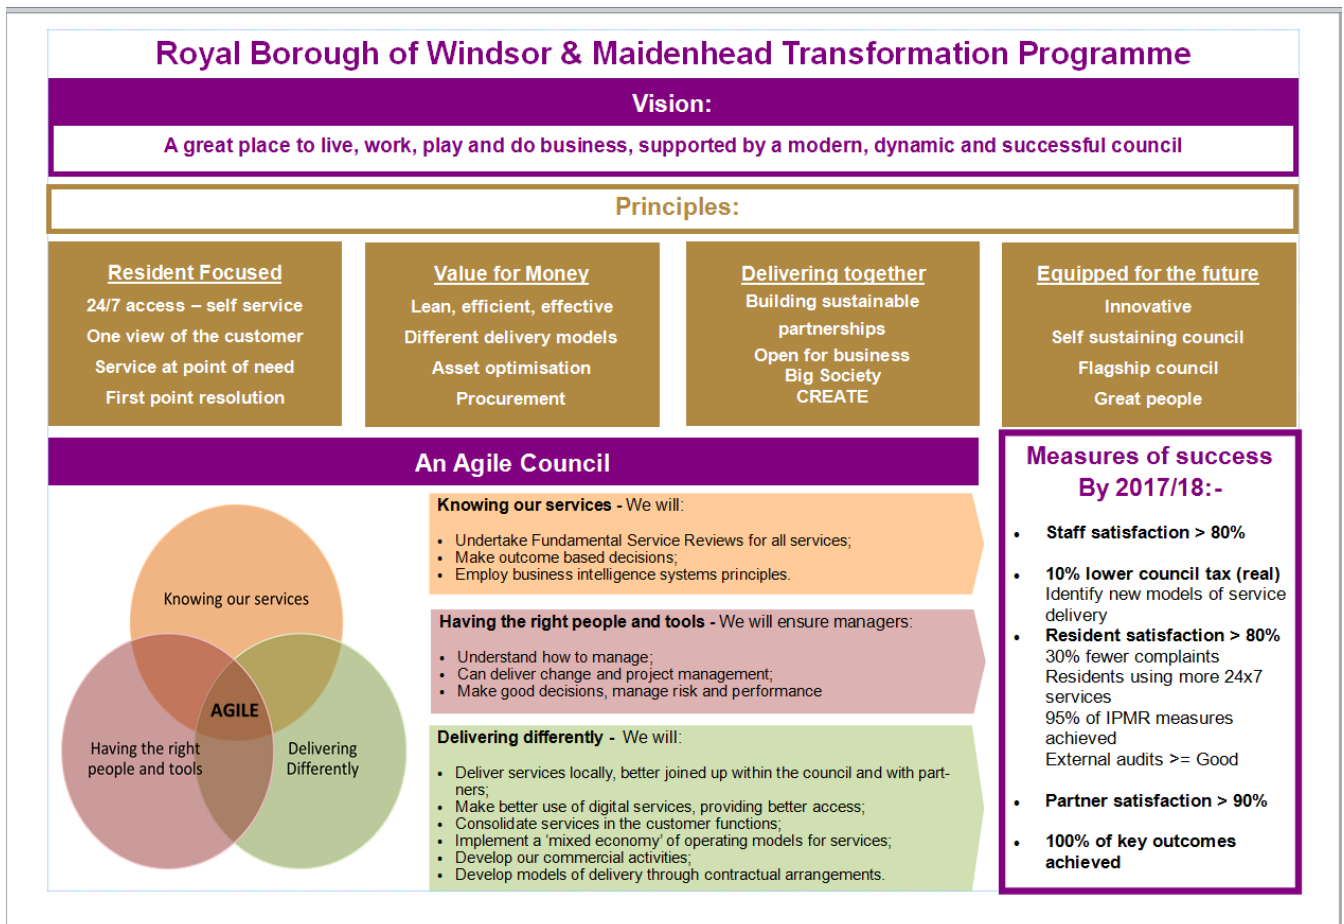 Royal Borough of Windsor & Maidenhead Transformation Programme
Vision:
A great place to live, work, play and do business, supported by a modern, dynamic and successful council
Principles:
Resident Focused
24/7 access – self service
One view of the customer
Service at point of need
First point resolution
Value for Money
Lean, efficient, effective
Different delivery models
Asset optimisation
Procurement
Delivering together
Building sustainable
partnerships
Open for business
Big Society
CREATE
Equipped for the future
Innovative
Self sustaining council
Flagship council
Great people
An Agile Council
Knowing our services
AGILE
Having the right
people and tools
Delivering
Differently
Knowing our services - We will:
• Undertake Fundamental Service Reviews for all services;
• Make outcome based decisions;
• Employ business intelligence systems principles.
Having the right people and tools - We will ensure managers:
• Understand how to manage;
• Can deliver change and project management;
• Make good decisions, manage risk and performance
Delivering differently - We will:
• Deliver services locally, better joined up within the council and with part-
ners;
• Make better use of digital services, providing better access;
• Consolidate services in the customer functions;
• Implement a ‘mixed economy’ of operating models for services;
• Develop our commercial activities;
• Develop models of delivery through contractual arrangements.
Measures of success
By 2017/18:-
• Staff satisfaction > 80%
• 10% lower council tax (real)
Identify new models of service
delivery
• Resident satisfaction > 80%
30% fewer complaints
Residents using more 24x7
services
95% of IPMR measures
achieved
External audits >= Good
• Partner satisfaction > 90%
• 100% of key outcomes
achieved